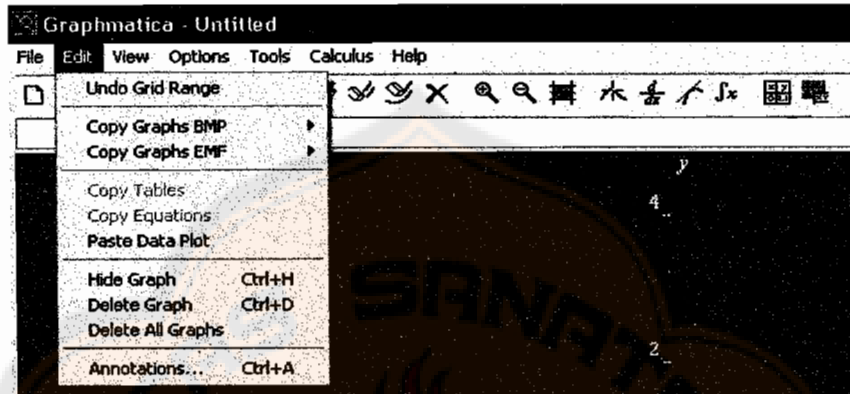 Graphmatica - Untitled
File Edit View Options Tools Calculus Help
Undo Grid Range
Copy Graphs BMP
Copy Graphs EMF
Copy Tables
Copy Equations
Paste Data Plot
Hide Graph Ctrl+H
Delete Graph Ctrl+D
Delete All Graphs
Annotations... Ctrl+A
y
4
2
SANAT